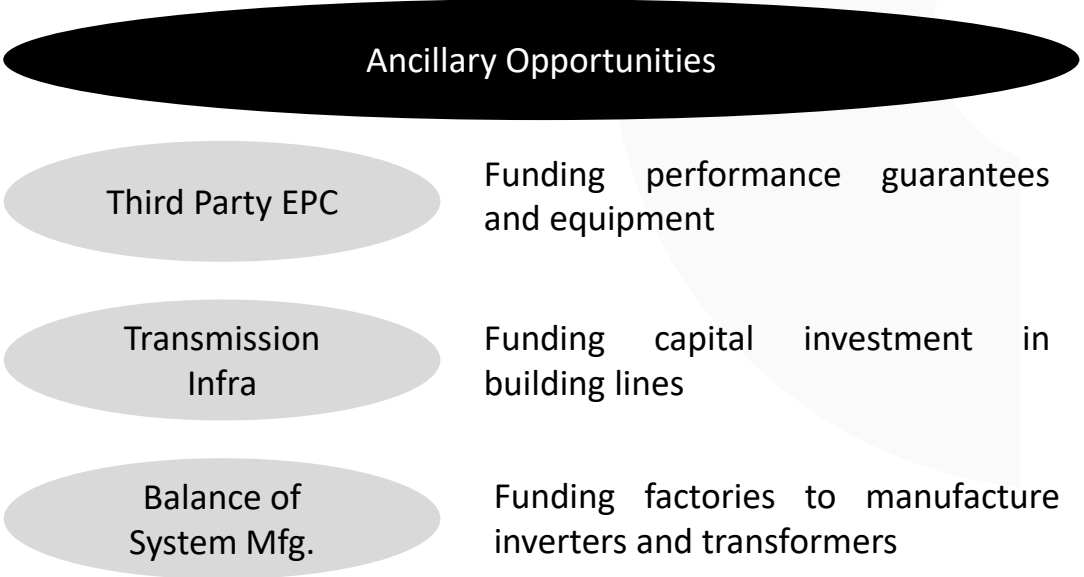 Ancillary Opportunities
Third Party EPC
Funding performance guarantees
and equipment
Transmission
Infra
Funding capital investment in
building lines
Balance of
System Mfg.
Funding factories to manufacture
inverters and transformers